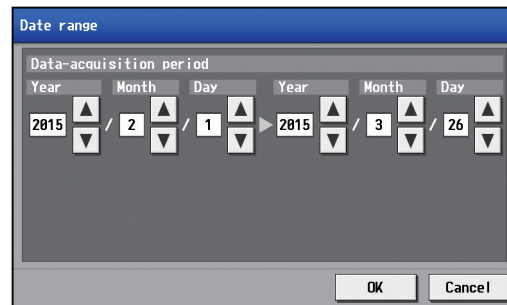 Date range
Data-acquisition period
Year Month Day Year Month Day
2015 / 2 / 1 2015 / 3 / 26
OK Cancel